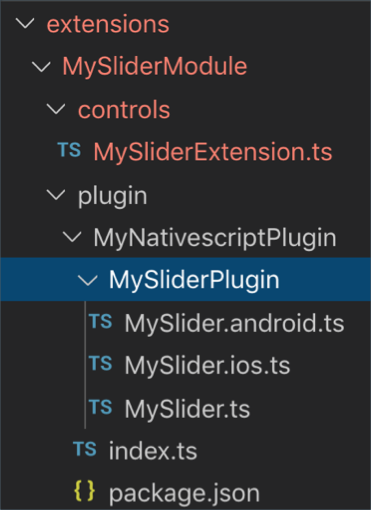 extensions
MySliderModule
controls
TS MySliderExtension.ts
plugin
MyNativescriptPlugin
MySliderPlugin
TS MySlider.android.ts
TS MySlider.ios.ts
TS MySlider.ts
TS index.ts
{} package.json